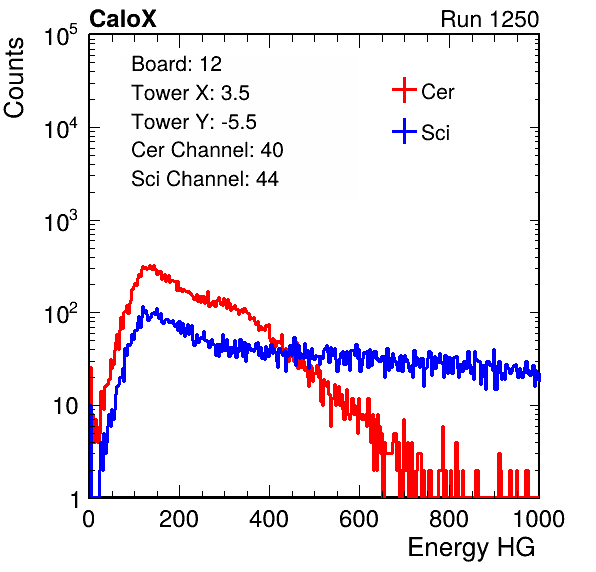 CaloX Run 1250
Counts
10^5
10^4
10^3
10^2
10
1
Board: 12
Tower X: 3.5
Tower Y: -5.5
Cer Channel: 40
Sci Channel: 44
Cer
Sci
0 200 400 600 800 1000
Energy HG